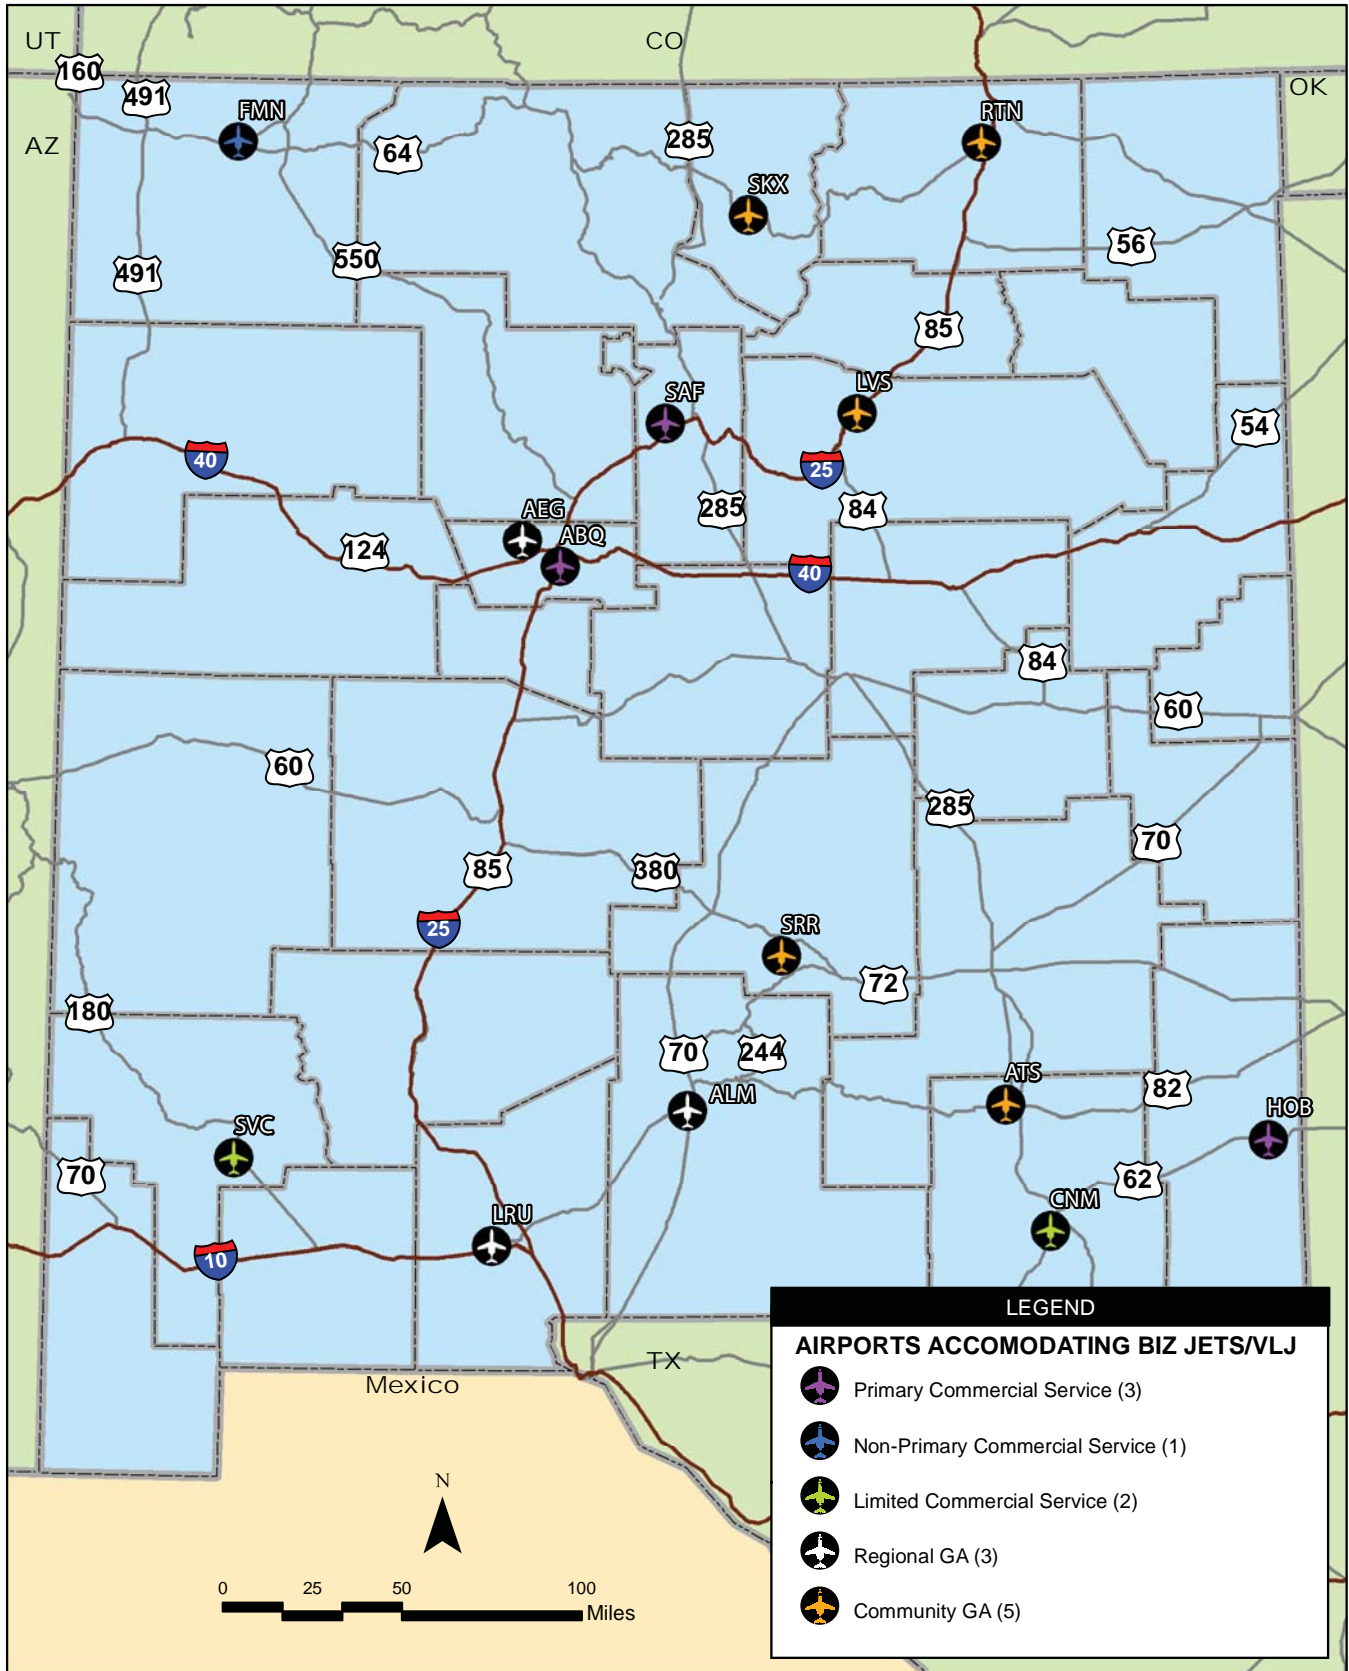 UT
CO
160
OK
491
FMN
RTN
AZ
285
64
SKX
56
550
491
85
SAF
LVS
54
40
25
285
84
AEG
ABQ
124
40
84
60
60
285
70
85
380
25
SRR
72
180
70
244
ATS
82
ALM
HOB
SVC
70
62
CNM
LRU
10
TX
Mexico
LEGEND
AIRPORTS ACCOMODATING BIZ JETS/VLJ
Primary Commercial Service (3)
Non-Primary Commercial Service (1)
Limited Commercial Service (2)
Regional GA (3)
Community GA (5)
N
0 25 50 100
Miles